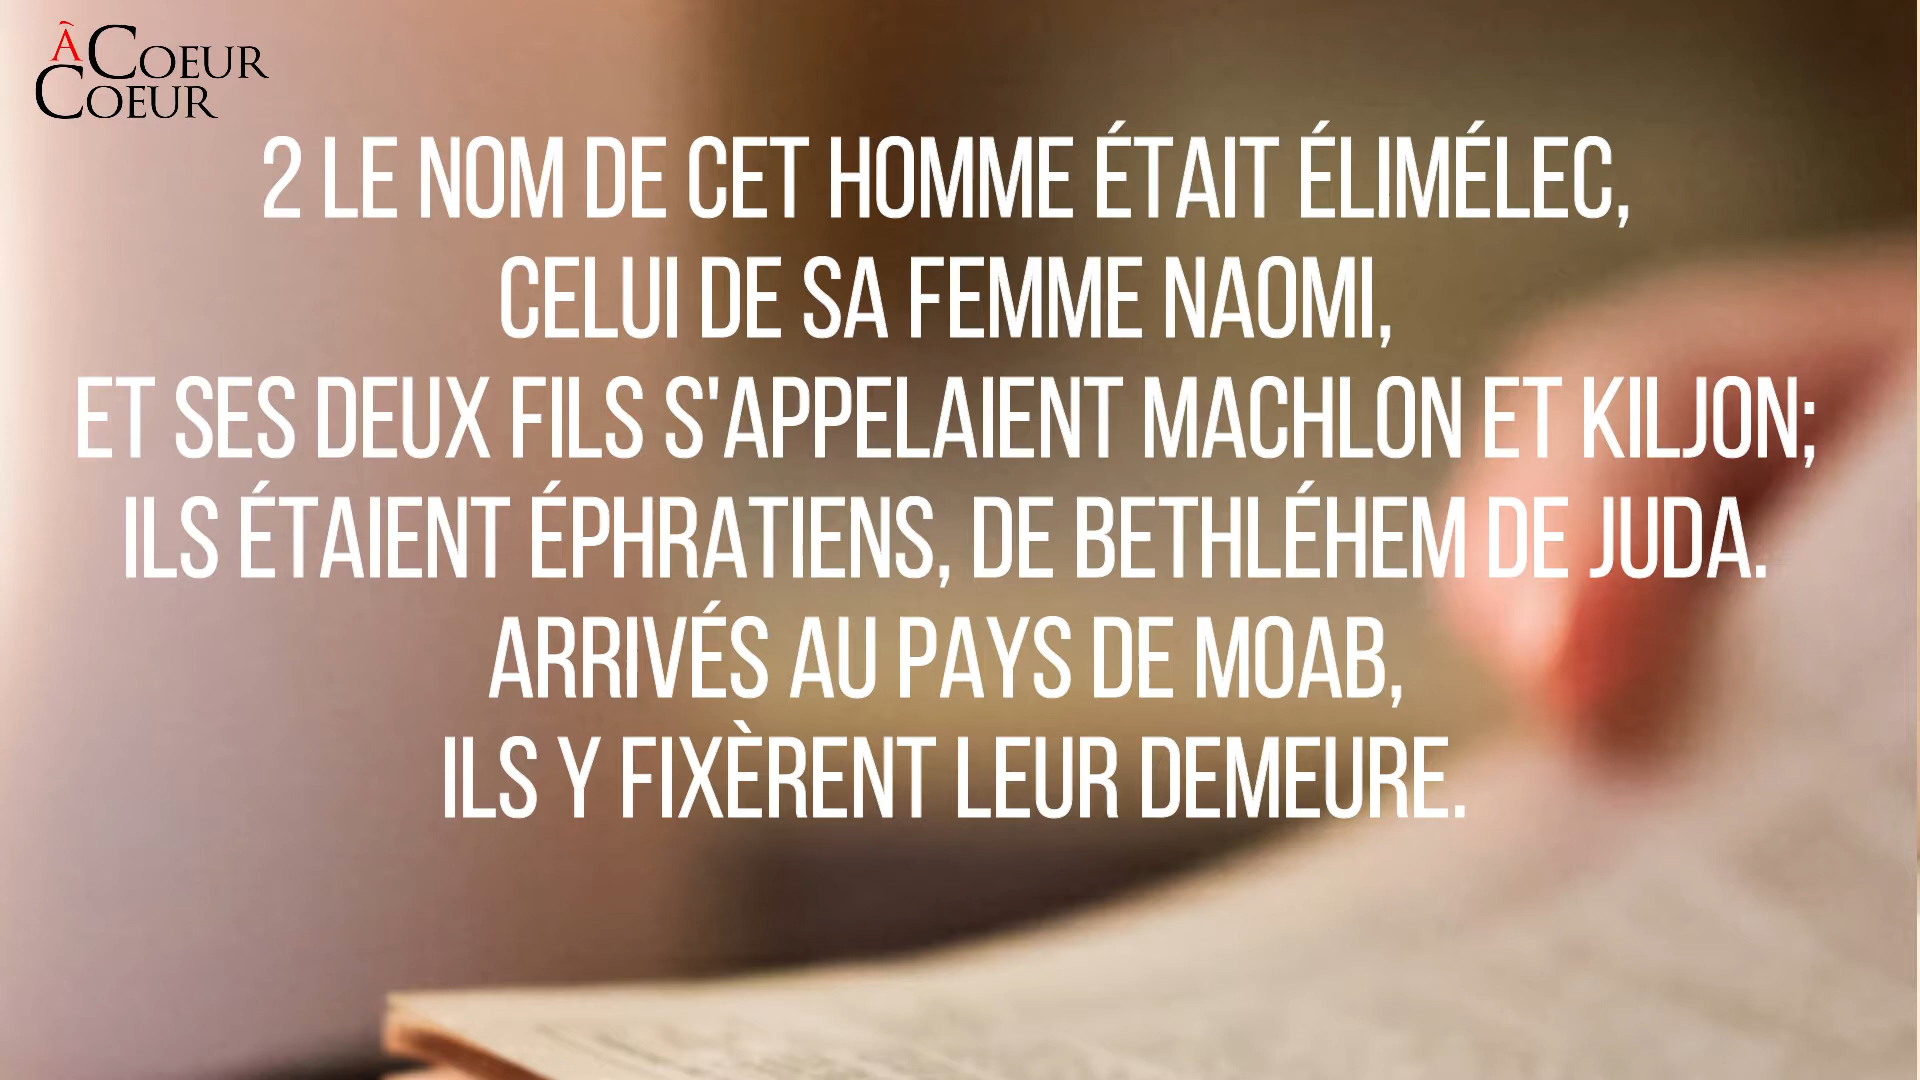 À COEUR
COEUR
2 LE NOM DE CET HOMME ÉTAIT ÉLIMÉLEC,
CELUI DE SA FEMME NAOMI,
ET SES DEUX FILS S'APPELAIENT MACHLON ET KILJON;
ILS ÉTAIENT ÉPHRATIENS, DE BETHLÉHEM DE JUDA.
ARRIVÉS AU PAYS DE MOAB,
ILS Y FIXÈRENT LEUR DEMEURE.